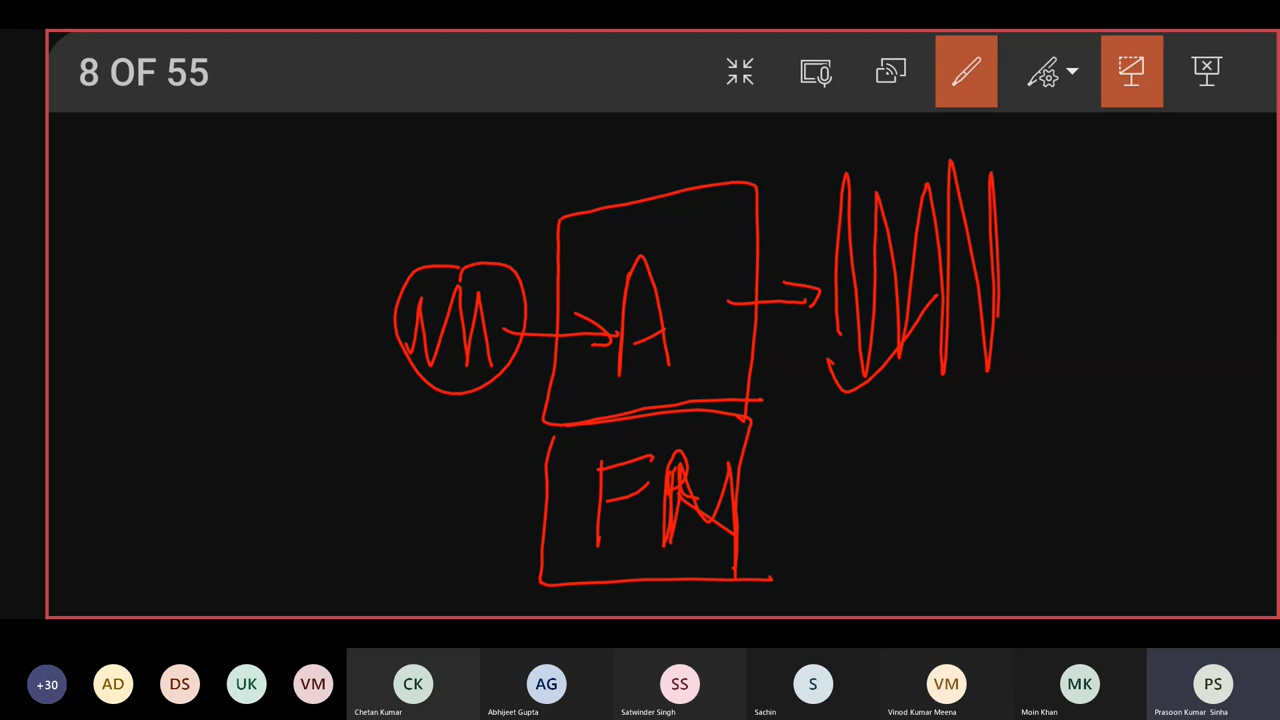 8 OF 55
A
+30
AD
DS
UK
VM
CK
Chetan Kumar
AG
Abhijeet Gupta
SS
Satwinder Singh
S
Sachin
VM
Vinod Kumar Meena
MK
Moin Khan
PS
Prasoon Kumar Sinha